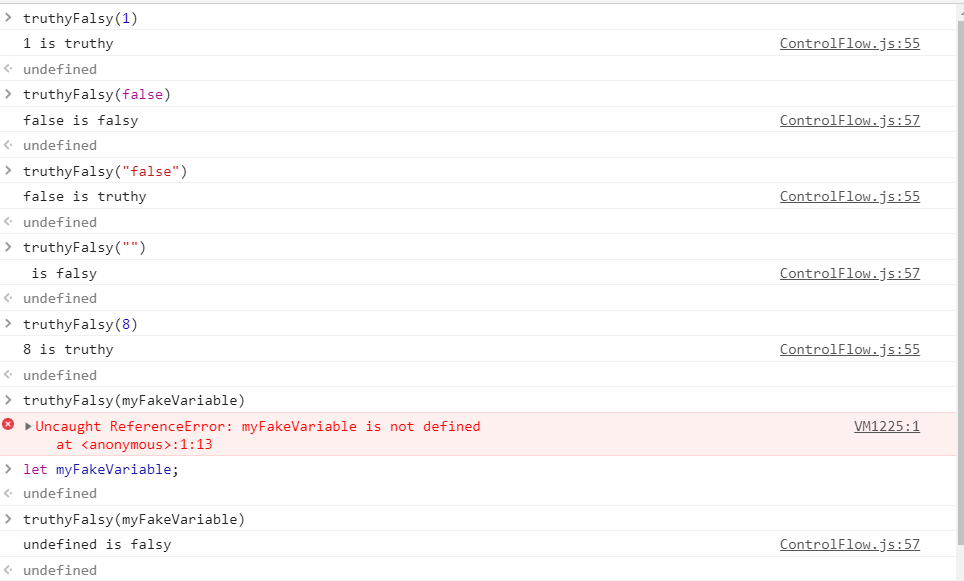 truthyFalsy(1)
1 is truthy ControlFlow.js:55
undefined
truthyFalsy(false)
false is falsy ControlFlow.js:57
undefined
truthyFalsy("false")
false is truthy ControlFlow.js:55
undefined
truthyFalsy("")
is falsy ControlFlow.js:57
undefined
truthyFalsy(8)
8 is truthy ControlFlow.js:55
undefined
truthyFalsy(myFakeVariable)
Uncaught ReferenceError: myFakeVariable is not defined VM1225:1
at <anonymous>:1:13
let myFakeVariable;
undefined
truthyFalsy(myFakeVariable)
undefined is falsy ControlFlow.js:57
undefined